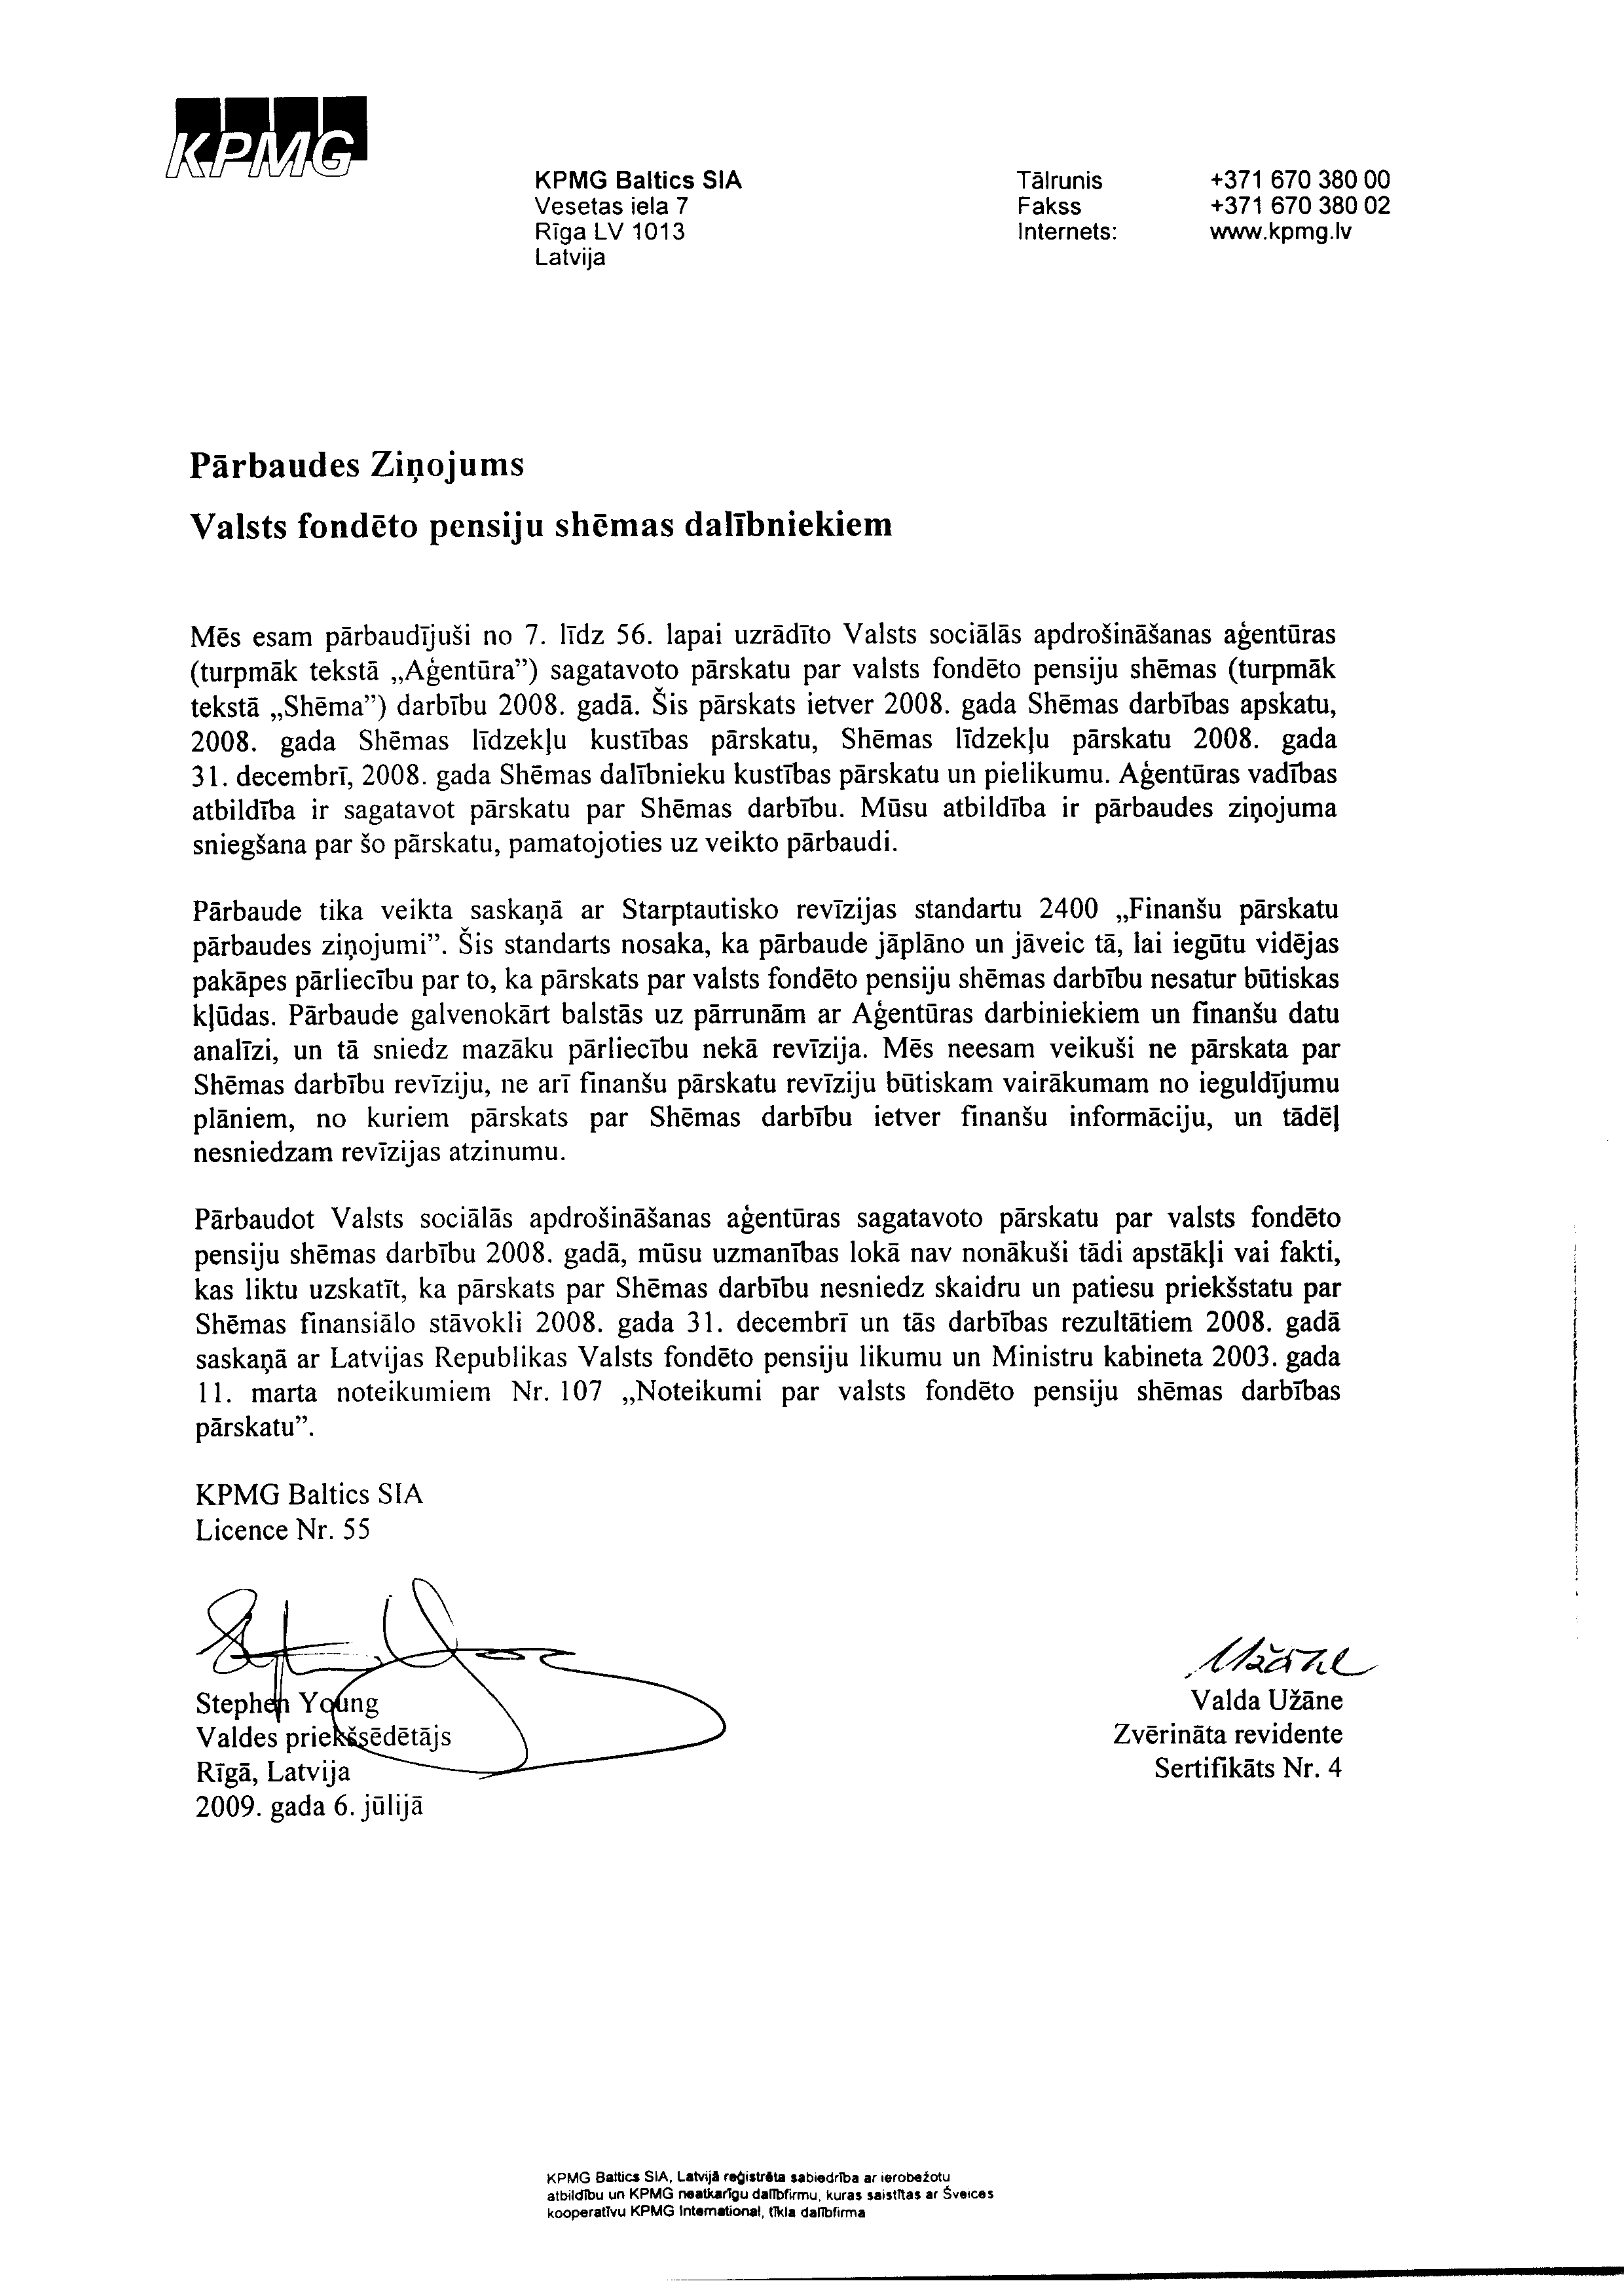 KPMG
KPMG Baltics SIA
Vesetas iela 7
Rīga LV 1013
Latvija
Tālrunis +371 670 380 00
Fakss +371 670 380 02
Internets: www.kpmg.lv
Pārbaudes Ziņojums
Valsts fondēto pensiju shēmas dalībniekiem
Mēs esam pārbaudījuši no 7. līdz 56. lapai uzrādīto Valsts sociālās apdrošināšanas aģentūras
(turpmāk tekstā „Aģentūra”) sagatavoto pārskatu par valsts fondēto pensiju shēmas (turpmāk
tekstā „Shēma”) darbību 2008. gadā. Šis pārskats ietver 2008. gada Shēmas darbības apskatu,
2008. gada Shēmas līdzekļu kustības pārskatu, Shēmas līdzekļu pārskatu 2008. gada
31. decembrī, 2008. gada Shēmas dalībnieku kustības pārskatu un pielikumu. Aģentūras vadības
atbildība ir sagatavot pārskatu par Shēmas darbību. Mūsu atbildība ir pārbaudes ziņojuma
sniegšana par šo pārskatu, pamatojoties uz veikto pārbaudi.
Pārbaude tika veikta saskaņā ar Starptautisko revīzijas standartu 2400 „Finanšu pārskatu
pārbaudes ziņojumi”. Šis standarts nosaka, ka pārbaude jāplāno un jāveic tā, lai iegūtu vidējas
pakāpes pārliecību par to, ka pārskats par valsts fondēto pensiju shēmas darbību nesatur būtiskas
kļūdas. Pārbaude galvenokārt balstās uz pārrunām ar Aģentūras darbiniekiem un finanšu datu
analīzi, un tā sniedz mazāku pārliecību nekā revīzija. Mēs neesam veikuši ne pārskata par
Shēmas darbību revīziju, ne arī finanšu pārskatu revīziju būtiskam vairākumam no ieguldījumu
plāniem, no kuriem pārskats par Shēmas darbību ietver finanšu informāciju, un tādēļ
nesniedzam revīzijas atzinumu.
Pārbaudot Valsts sociālās apdrošināšanas aģentūras sagatavoto pārskatu par valsts fondēto
pensiju shēmas darbību 2008. gadā, mūsu uzmanības lokā nav nonākuši tādi apstākļi vai fakti,
kas liktu uzskatīt, ka pārskats par Shēmas darbību nesniedz skaidru un patiesu priekšstatu par
Shēmas finansiālo stāvokli 2008. gada 31. decembrī un tās darbības rezultātiem 2008. gadā
saskaņā ar Latvijas Republikas Valsts fondēto pensiju likumu un Ministru kabineta 2003. gada
11. marta noteikumiem Nr. 107 „Noteikumi par valsts fondēto pensiju shēmas darbības
pārskatu”.
KPMG Baltics SIA
Licence Nr. 55
Stephen Young
Valdes priekšsēdētājs
Rīgā, Latvija
2009. gada 6. jūlijā
Valda Užāne
Zvērināta revidente
Sertifikāts Nr. 4
KPMG Baltics SIA, Latvijā reģistrēta sabiedrība ar ierobežotu
atbildību un KPMG neatkarīgu dalībfirmu, kuras saistītas ar Šveices
kooperatīvu KPMG International, tīkla dalībfirma